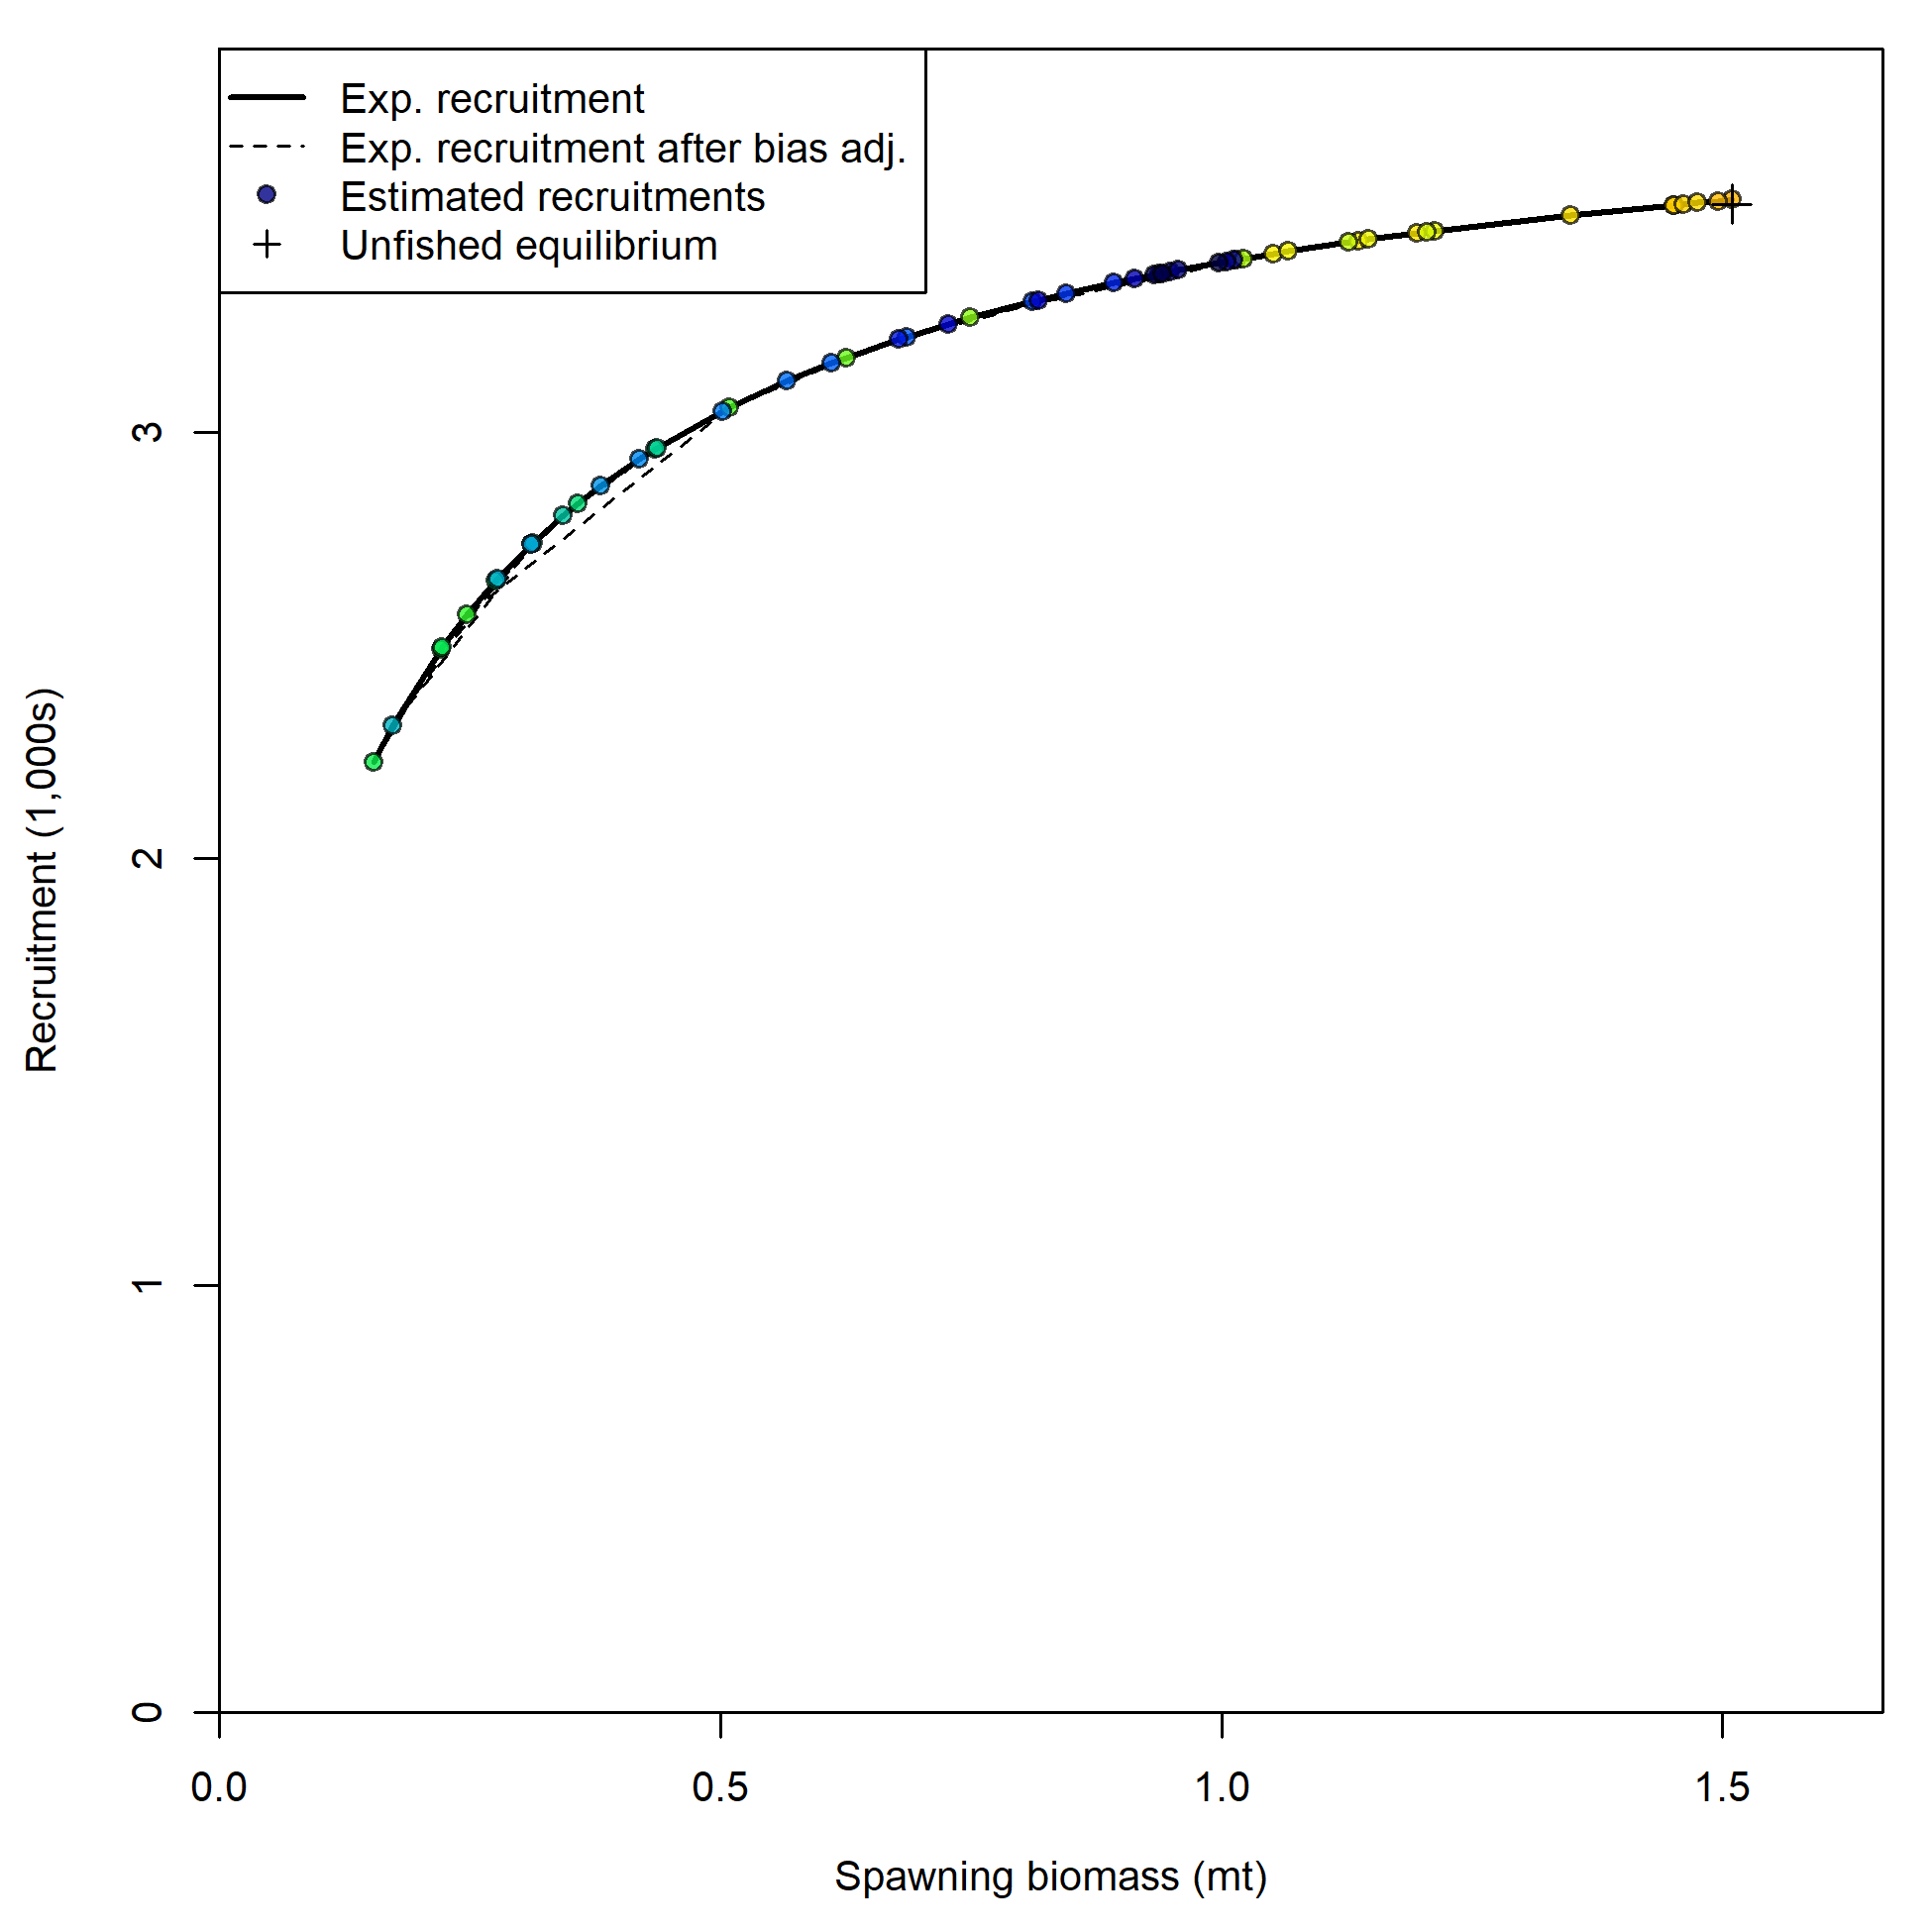 Exp. recruitment
Exp. recruitment after bias adj.
Estimated recruitments
Unfished equilibrium
Recruitment (1,000s)
3
2
1
0
0.0 0.5 1.0 1.5
Spawning biomass (mt)